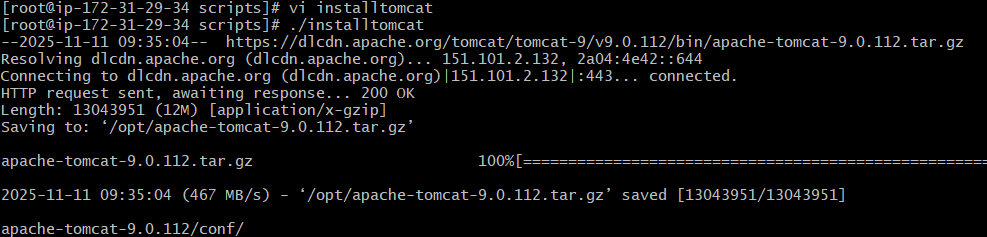 [root@ip-172-31-29-34 scripts]# vi installtomcat
[root@ip-172-31-29-34 scripts]# ./installtomcat
--2025-11-11 09:35:04--  https://dlcdn.apache.org/tomcat/tomcat-9/v9.0.112/bin/apache-tomcat-9.0.112.tar.gz
Resolving dlcdn.apache.org (dlcdn.apache.org)... 151.101.2.132, 2a04:4e42::644
Connecting to dlcdn.apache.org (dlcdn.apache.org)|151.101.2.132|:443... connected.
HTTP request sent, awaiting response... 200 OK
Length: 13043951 (12M) [application/x-gzip]
Saving to: ‘/opt/apache-tomcat-9.0.112.tar.gz’
apache-tomcat-9.0.112.tar.gz                         100%[====================================================
2025-11-11 09:35:04 (467 MB/s) - ‘/opt/apache-tomcat-9.0.112.tar.gz’ saved [13043951/13043951]
apache-tomcat-9.0.112/conf/